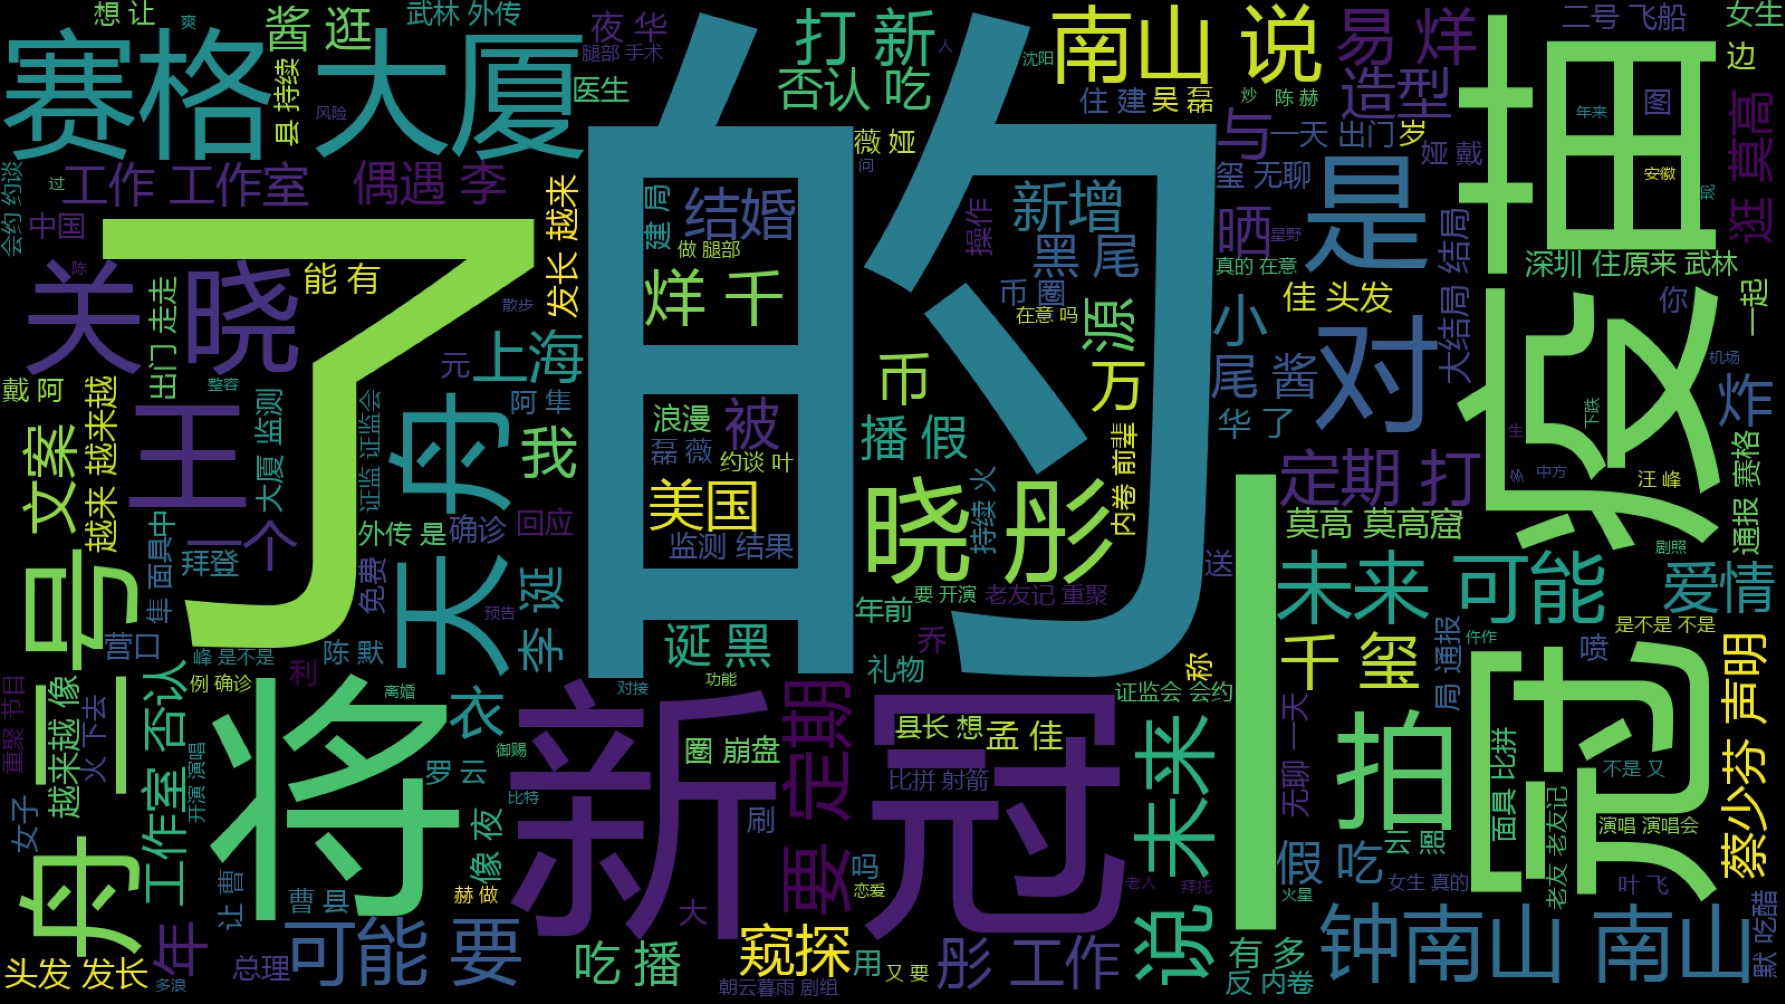 想 让
爽
酱 逛
武林 外传
夜 华
腿部 手术
打 新
人
沈阳
南山 说
易 烊
二号 飞船
女生
边
赛格 大厦
县 持续
风险
医生
否认 吃
住 建
吴 磊
炒
陈 赫
造型
图
年来
莫高
逛
会约 约谈
过
工作 工作室
偶遇 李
薇 娅
问
与
一天 出门
岁
娅 戴
玺 无聊
安徽
中国
发长 越来
建 局
结婚
做 腿部
操作
新增
黑 尾
晒
星野
是
大结局 结局
真的 在意
深圳 住
原来 武林
陈
关 晓
能 有
了
散步
烊 千
的
币 圈
在意 吗
源
佳 头发
你
一起
出门 走走
戴 阿
越来 越来越
整容
元
上海
阿 隼
币
万
小
尾 酱
华 了
对
发
下跌
机场
炸
文案
王
大厦 监测
证监 证监会
舟
我
浪漫
被
磊 薇
约谈 叶
播 假
内卷 前辈
定期 打
生
多
中方
汪 峰
通报 赛格
美国
晓 彤
持续 火
莫高 莫高窟
剧照
一个
外传 是
确诊
回应
监测 结果
拜登
隼 面具
中
免费
天
预告
李 诞
要 开演
老友记 重聚
送
未来 可能
爱情
号
营口
峰 是不是
陈 默
年前
诞 黑
乔
千 玺
局 通报
仵作
喷
是不是 不是
利
例 确诊
离婚
对接
功能
礼物
称
证监会 会约
冠
蔡少芬 声明
重聚 节目
火 下去
越来越 像
否认
工作室
开演 演唱
将
衣
御赐
罗 云
比特
新冠
圈 崩盘
县长 想
孟 佳
比拼 射箭
要 定期
未来
无聊 一天
拍
面具 比拼
不是 又
演唱 演唱会
老友 老友记
女子
像 夜
刷
吗
恋爱
老人
拜托
云 熙
假 吃
火星
女生 真的
叶 飞
舟
让 曹
曹 县
赫 做
大
说
年
头发 发长
多浪
总理
可能 要
吃 播
窥探
用
又 要
朝云暮雨 剧组
彤 工作
有 多
反 内卷
钟南山 南山
默 吃醋